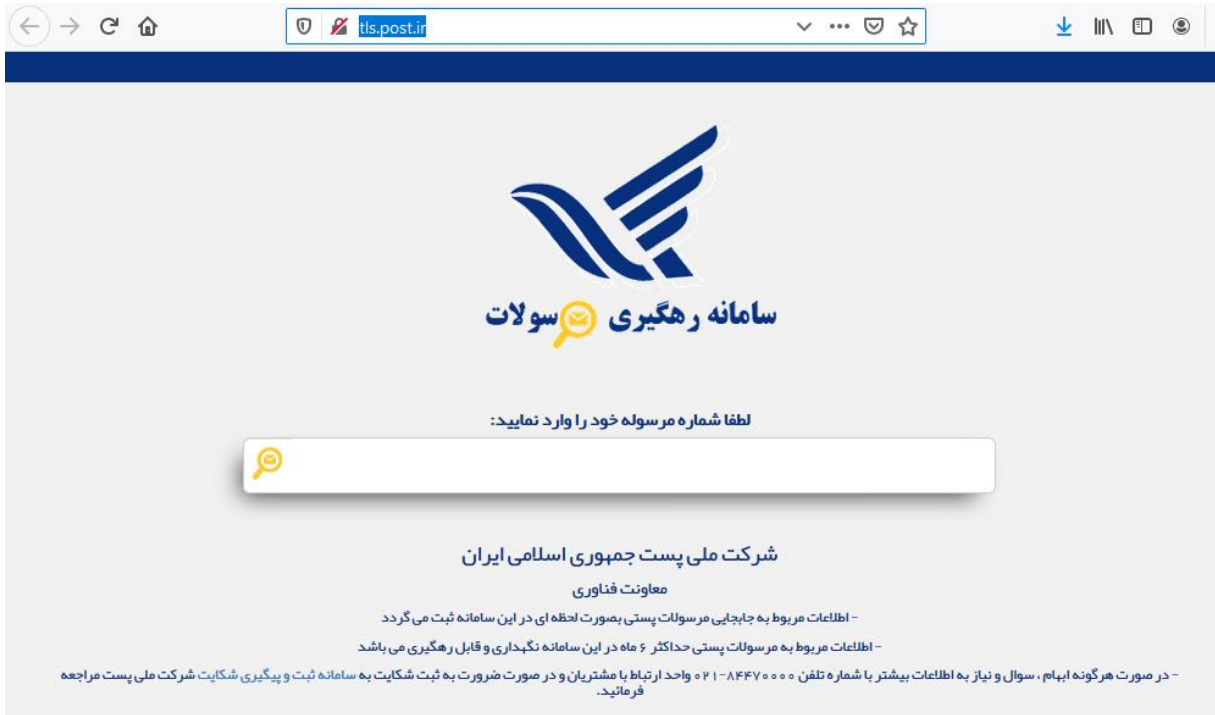 tls.post.ir
سامانه رهگیری مرسولات
لطفا شماره مرسوله خود را وارد نمایید:
شرکت ملی پست جمهوری اسلامی ایران
معاونت فناوری
- اطلاعات مربوط به جابجایی مرسولات پستی بصورت لحظه ای در این سامانه ثبت می گردد
- اطلاعات مربوط به مرسولات پستی حداکثر ۶ ماه در این سامانه نگهداری و قابل رهگیری می باشد
- در صورت هرگونه ابهام ، سوال و نیاز به اطلاعات بیشتر با شماره تلفن ۸۴۴۷۰۰۰۰-۰۲۱ واحد ارتباط با مشتریان و در صورت ضرورت به ثبت شکایت به سامانه ثبت و پیگیری شکایت شرکت ملی پست مراجعه
فرمائید.